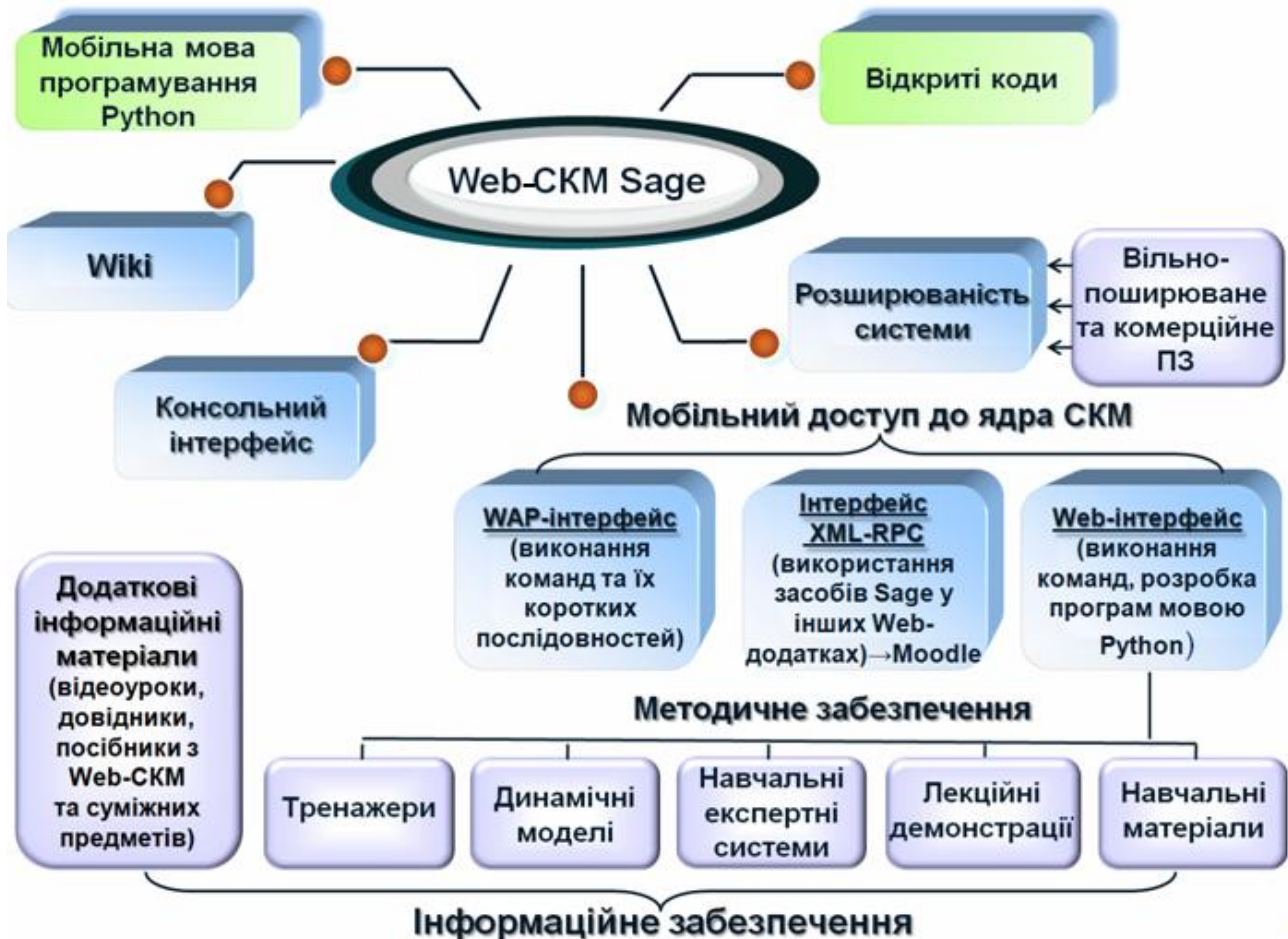 Мобільна мова
програмування
Python
Відкриті коди
Web-СКМ Sage
Wiki
Розширюваність
системи
Вільно-
поширюване
та комерційне
ПЗ
Консольний
інтерфейс
Мобільний доступ до ядра СКМ
WAP-інтерфейс
(виконання
команд та їх
коротких
послідовностей)
Інтерфейс
XML-RPC
(використання
засобів Sage у
інших Web-
додатках)→Moodle
Web-інтерфейс
(виконання
команд, розробка
програм мовою
Python)
Додаткові
інформаційні
матеріали
(відеоуроки,
довідники,
посібники з
Web-СКМ
та суміжних
предметів)
Методичне забезпечення
Тренажери
Динамічні
моделі
Навчальні
експертні
системи
Лекційні
демонстрації
Навчальні
матеріали
Інформаційне забезпечення